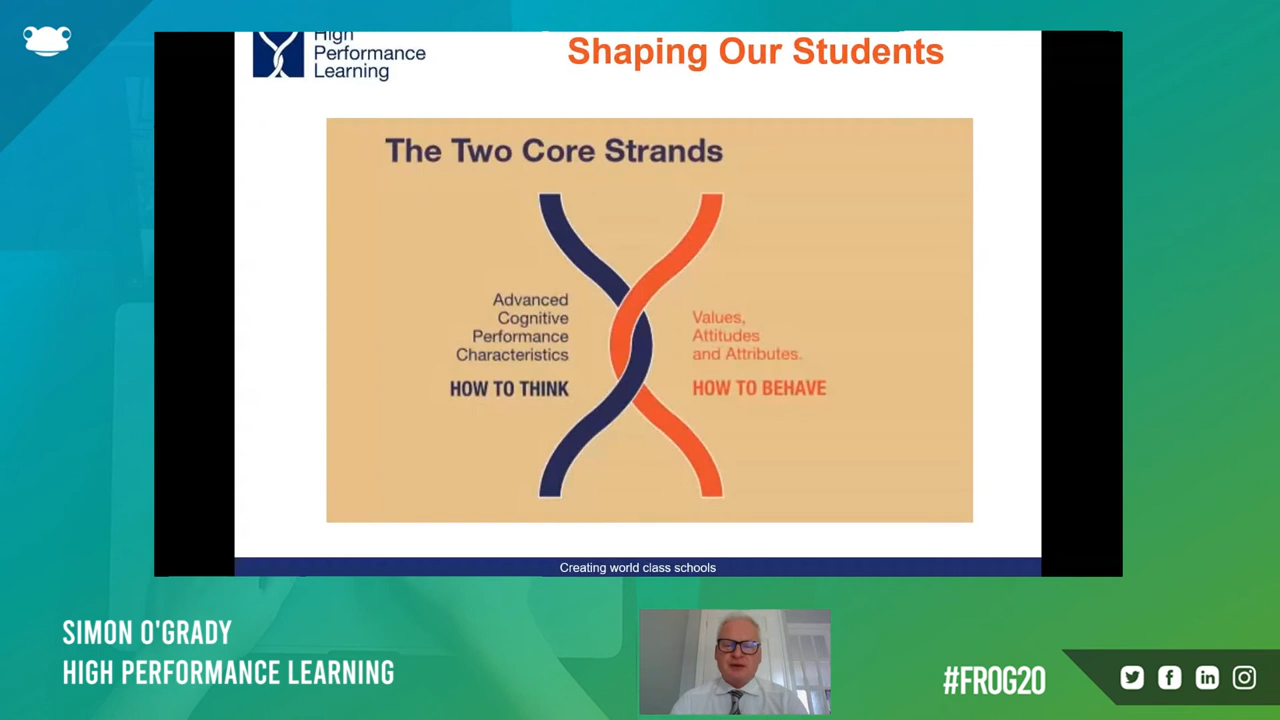 High
Performance
Learning
Shaping Our Students
The Two Core Strands
Advanced
Cognitive
Performance
Characteristics
HOW TO THINK
Values,
Attitudes
and Attributes.
HOW TO BEHAVE
Creating world class schools
SIMON O'GRADY
HIGH PERFORMANCE LEARNING
#FROG20